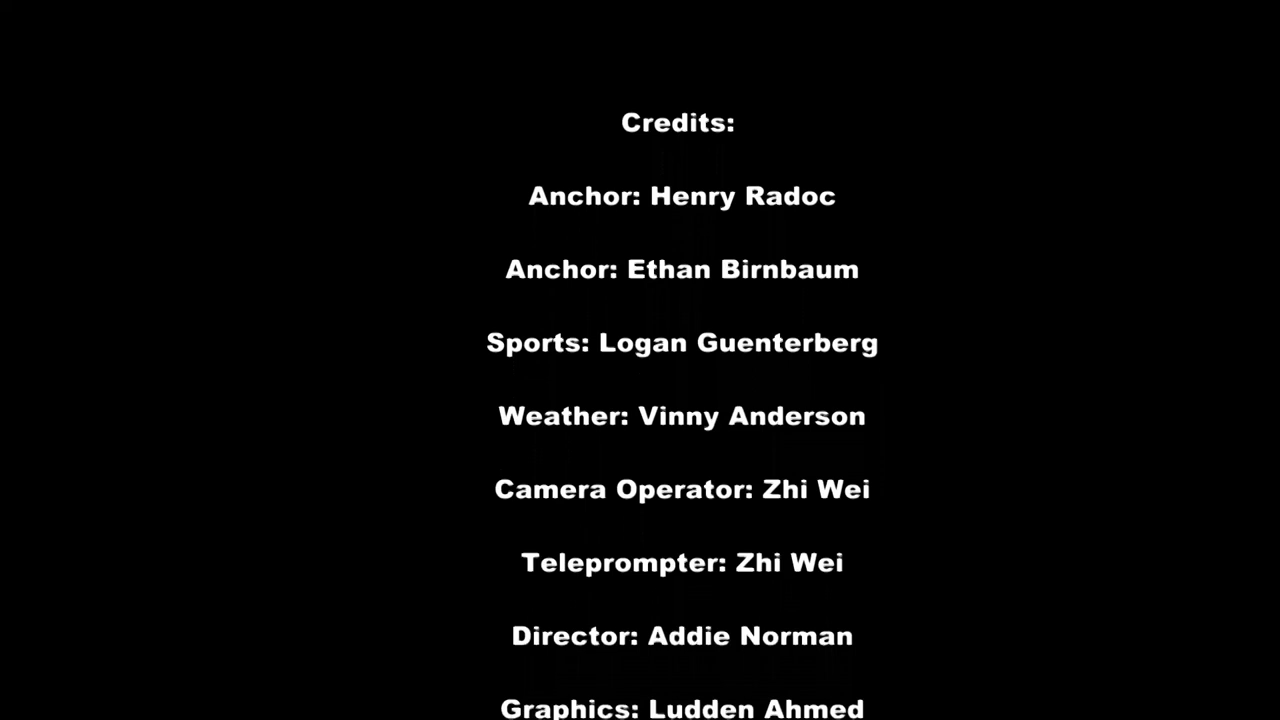 Credits:
Anchor: Henry Radoc
Anchor: Ethan Birnbaum
Sports: Logan Guenterberg
Weather: Vinny Anderson
Camera Operator: Zhi Wei
Teleprompter: Zhi Wei
Director: Addie Norman
Graphics: Ludden Ahmed